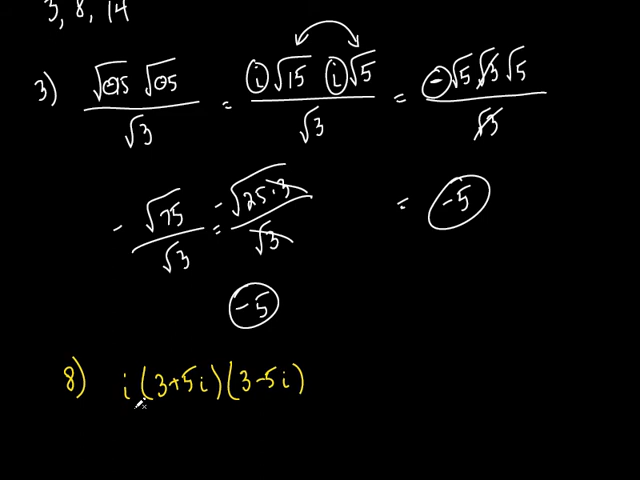 3, 8, 14
3) √-15 √-5 / √3 = i√15 i√5 / √3 = -√5√3√5 / √3
-√75 / √3 = -√25·3 / √3 = -5
-5
8) i(3+5i)(3-5i)